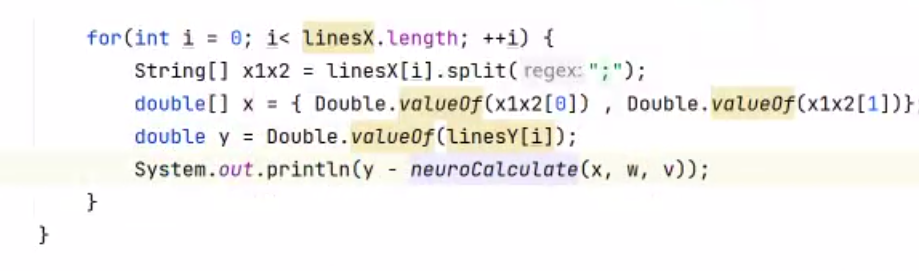 for(int i = 0; i< linesX.length; ++i) {
String[] x1x2 = linesX[i].split( regex: ";");
double[] x = { Double.valueOf(x1x2[0]) , Double.valueOf(x1x2[1])}
double y = Double.valueOf(linesY[i]);
System.out.println(y - neuroCalculate(x, w, v));
}
}